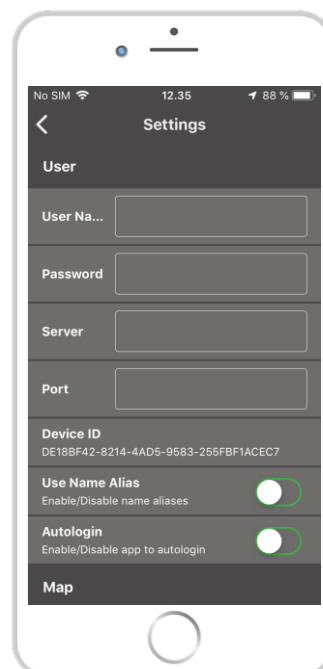 No SIM 12.35 88 %
Settings
User
User Na...
Password
Server
Port
Device ID
DE18BF42-8214-4AD5-9583-255FBF1ACEC7
Use Name Alias
Enable/Disable name aliases
Autologin
Enable/Disable app to autologin
Map